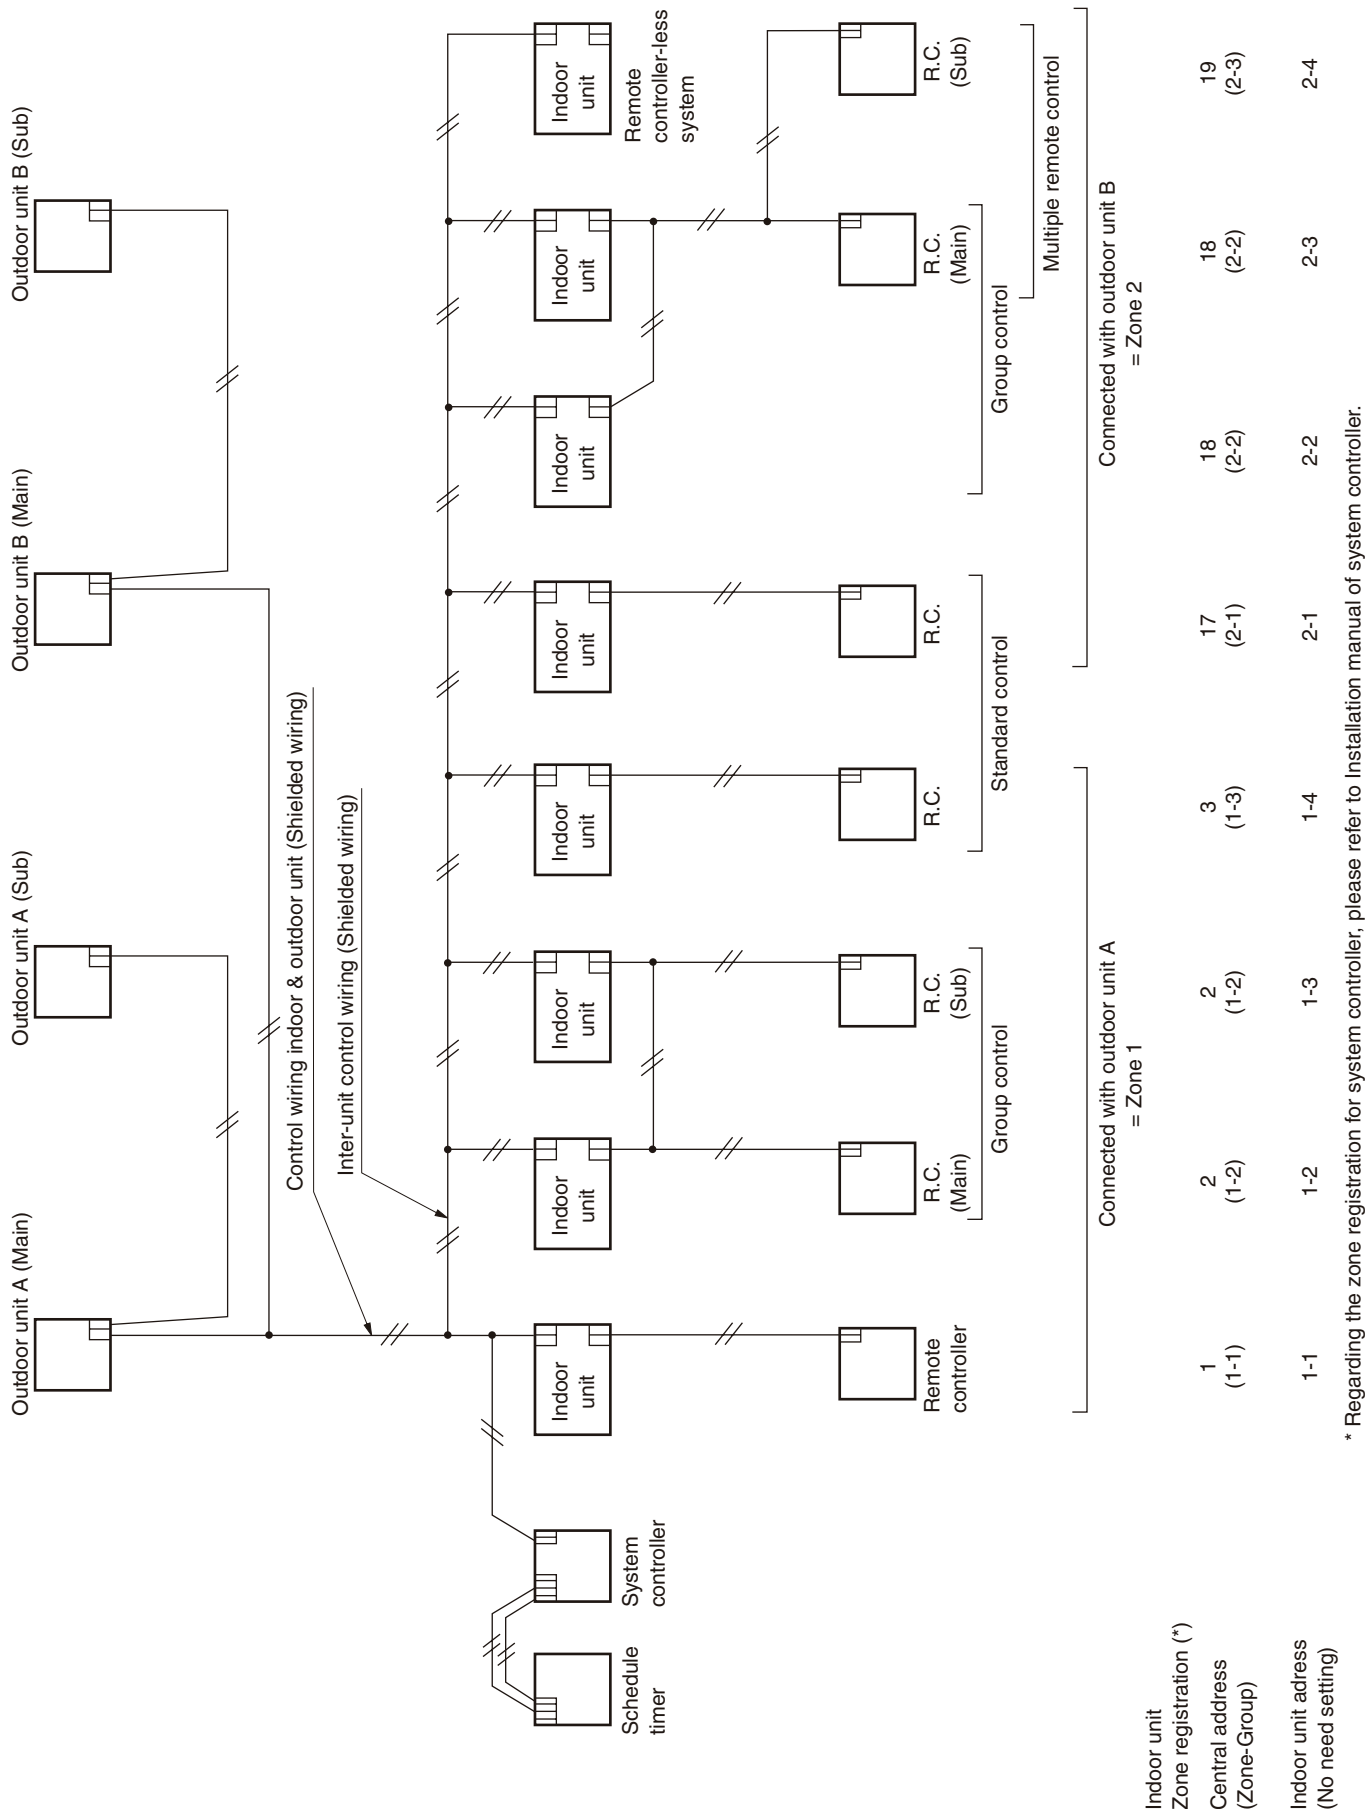 Outdoor unit A (Main)
Outdoor unit A (Sub)
Outdoor unit B (Main)
Outdoor unit B (Sub)
Control wiring indoor & outdoor unit (Shielded wiring)
Inter-unit control wiring (Shielded wiring)
Schedule
timer
System
controller
Indoor
unit
Indoor
unit
Indoor
unit
Indoor
unit
Indoor
unit
Indoor
unit
Indoor
unit
Indoor
unit
Remote
controller-less
system
Remote
controller
R.C.
(Main)
R.C.
(Sub)
R.C.
R.C.
R.C.
(Main)
R.C.
(Sub)
Group control
Standard control
Group control
Multiple remote control
Connected with outdoor unit A
= Zone 1
Connected with outdoor unit B
= Zone 2
Indoor unit
Zone registration (*)
Central address
(Zone-Group)
1
(1-1)
2
(1-2)
2
(1-2)
3
(1-3)
17
(2-1)
18
(2-2)
18
(2-2)
19
(2-3)
Indoor unit adress
(No need setting)
1-1
1-2
1-3
1-4
2-1
2-2
2-3
2-4
* Regarding the zone registration for system controller, please refer to Installation manual of system controller.